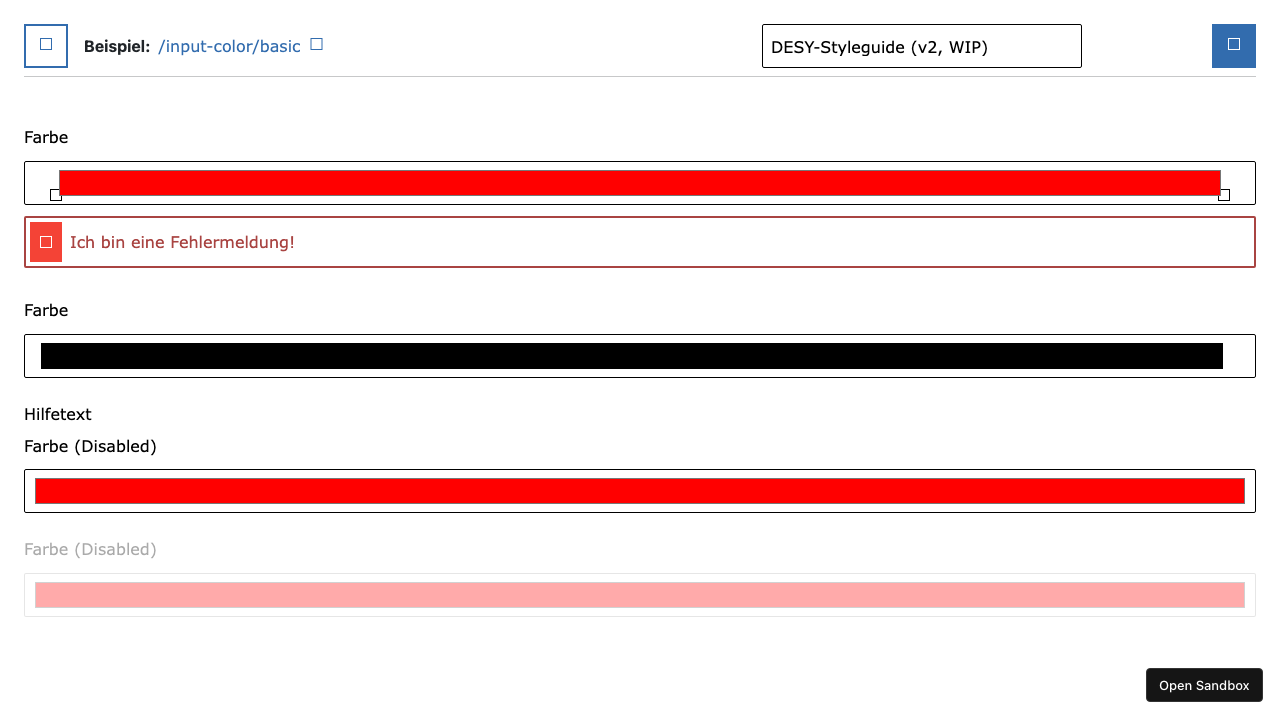 Beispiel: /input-color/basic
DESY-Styleguide (v2, WIP)
Farbe
Ich bin eine Fehlermeldung!
Farbe
Hilfetext
Farbe (Disabled)
Farbe (Disabled)
Open Sandbox